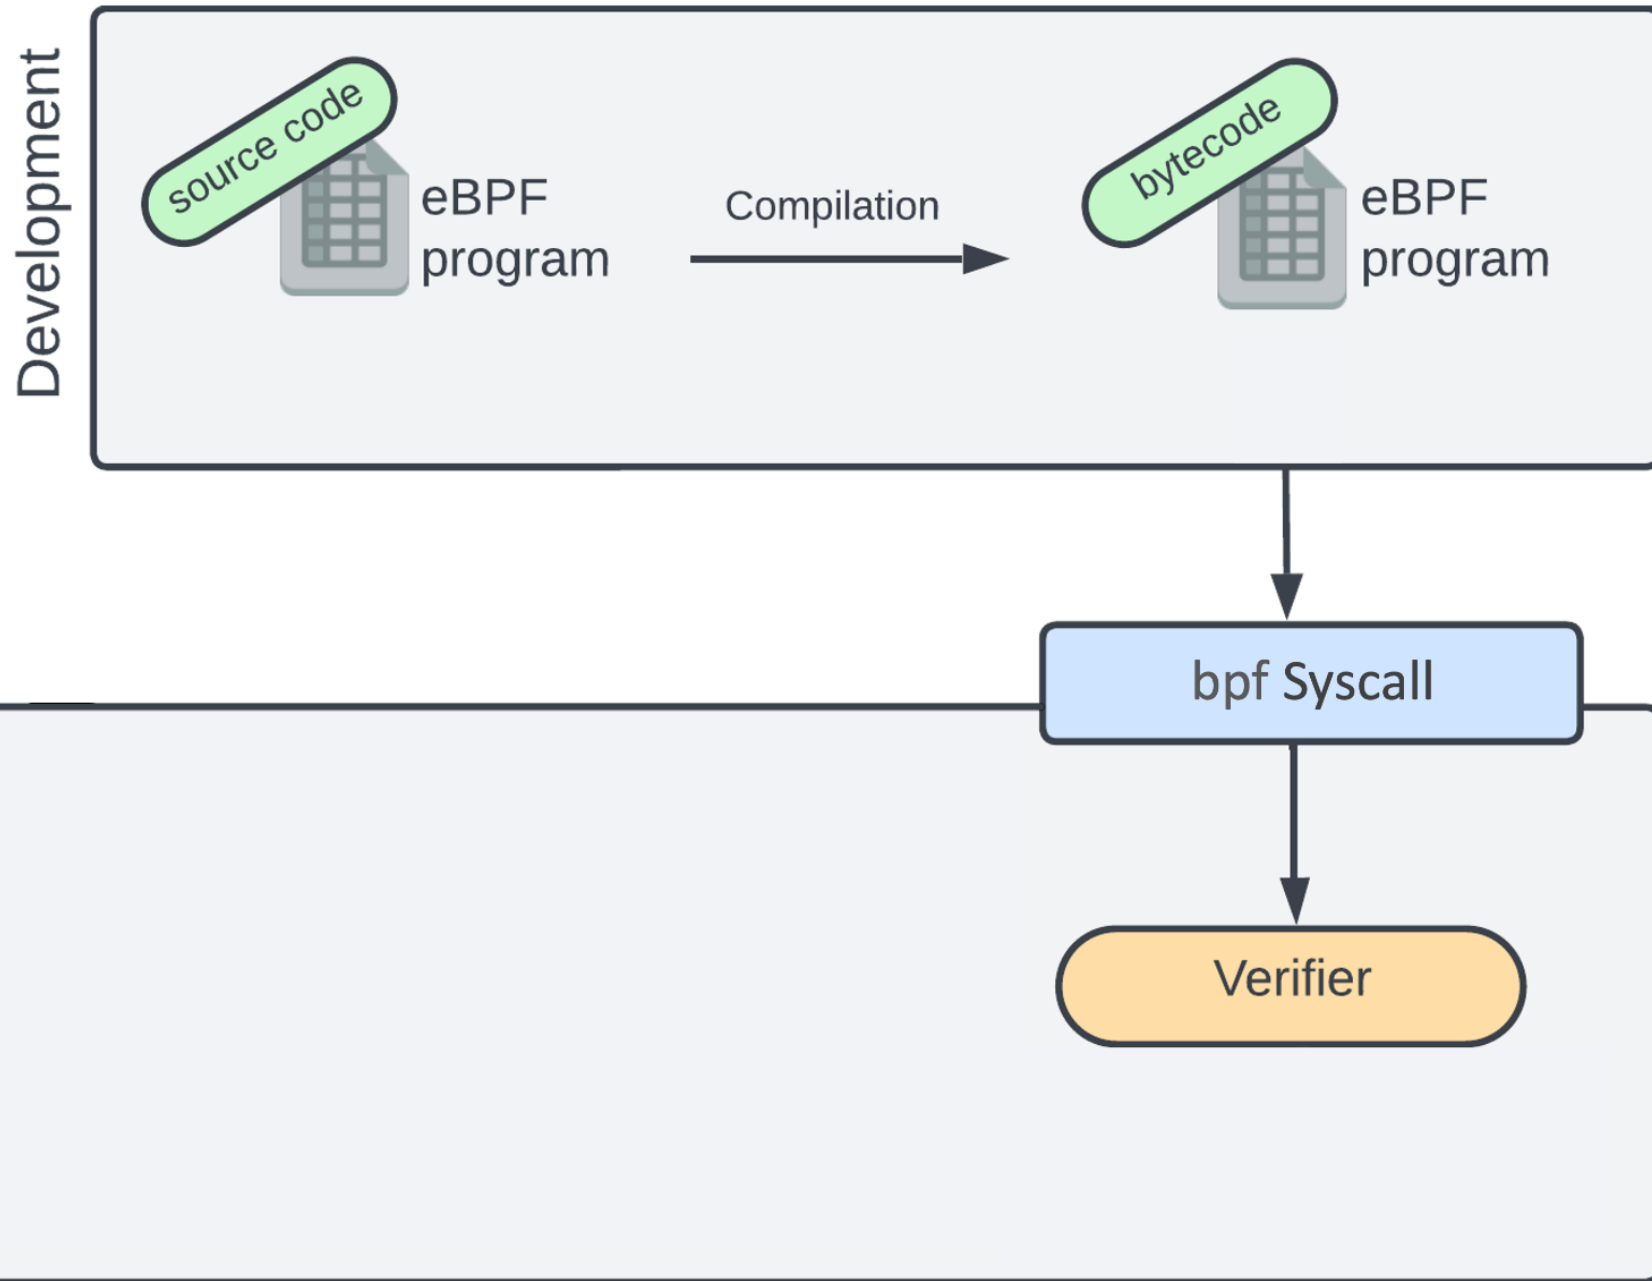 Development
source code
eBPF
program
Compilation
bytecode
eBPF
program
bpf Syscall
Verifier